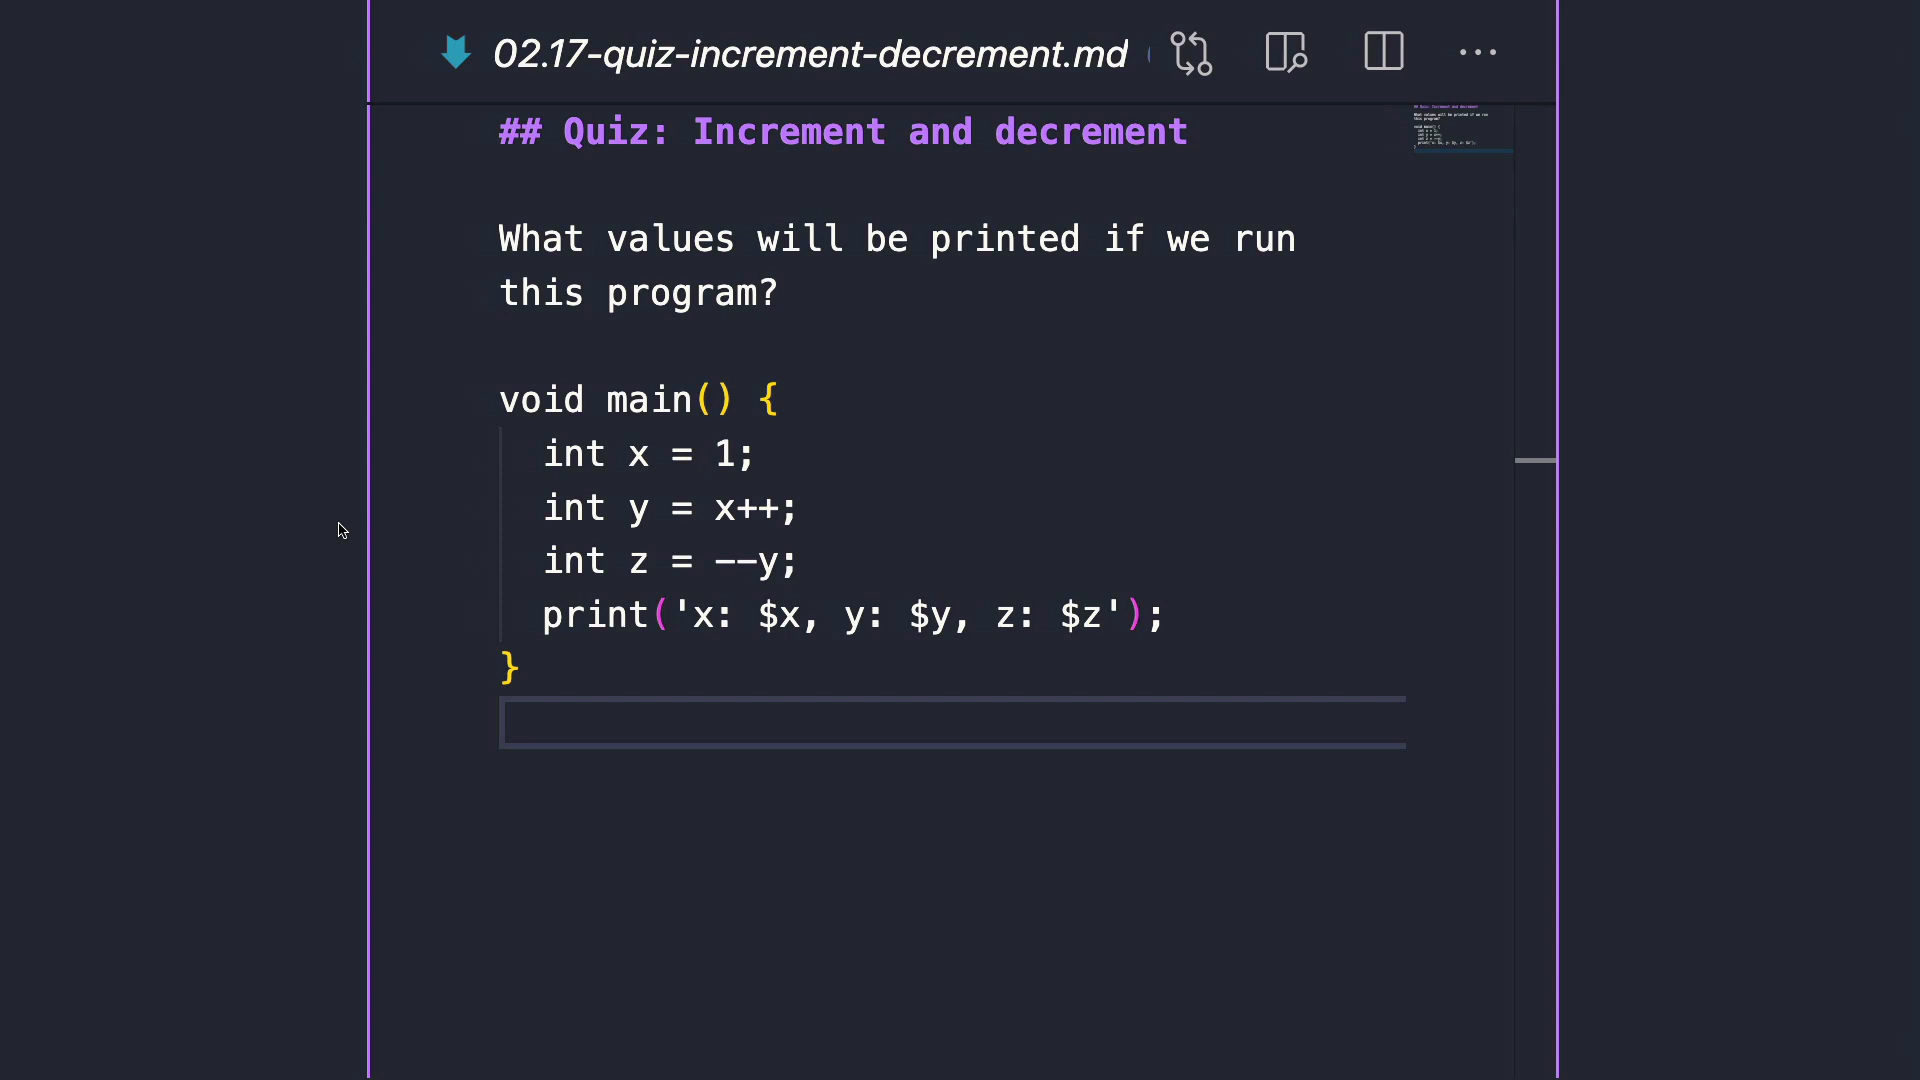 02.17-quiz-increment-decrement.md
## Quiz: Increment and decrement
What values will be printed if we run
this program?
void main() {
int x = 1;
int y = x++;
int z = --y;
print('x: $x, y: $y, z: $z');
}